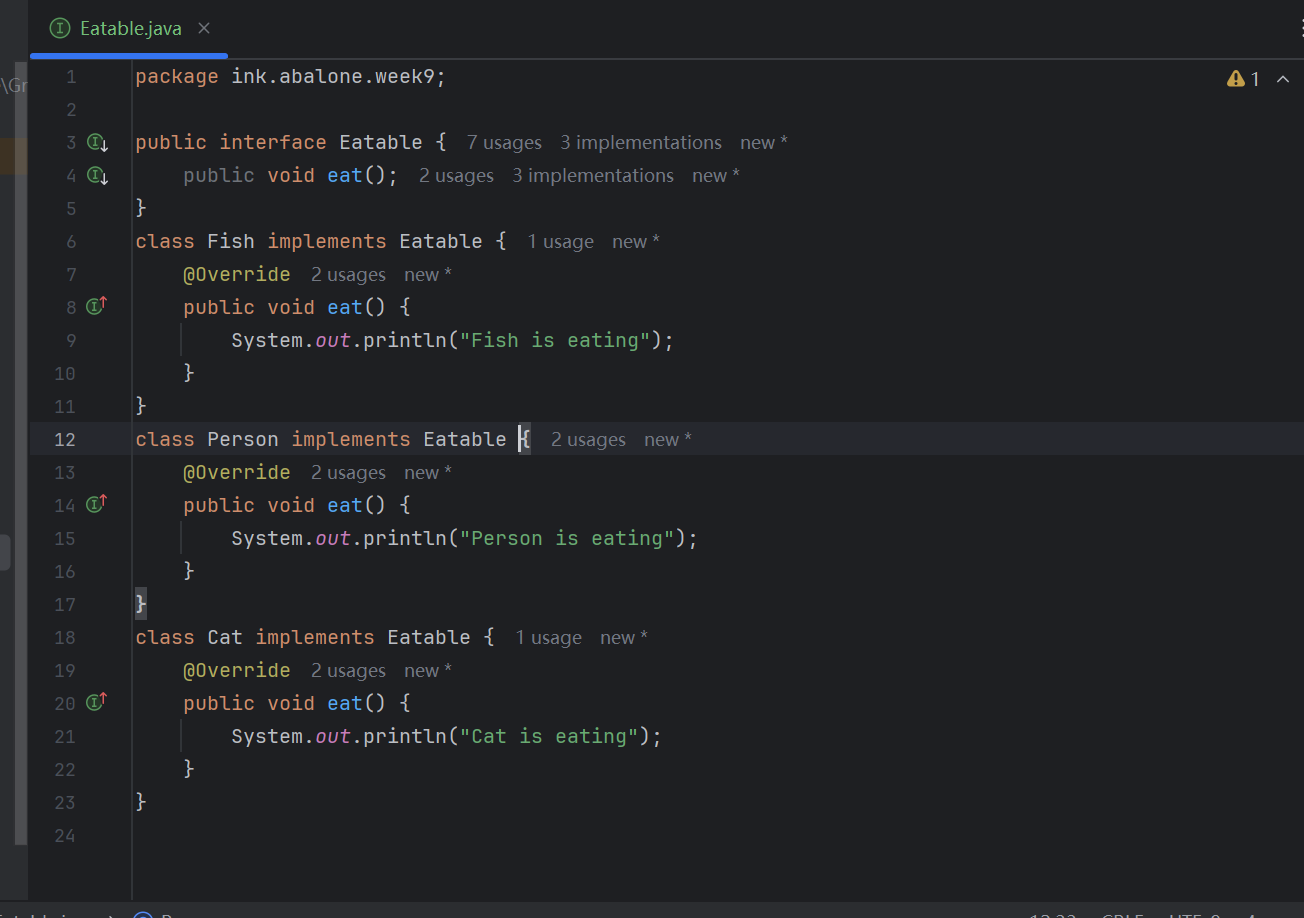 Eatable.java
1 package ink.abalone.week9; 1
2
3 public interface Eatable { 7 usages 3 implementations new *
4 public void eat(); 2 usages 3 implementations new *
5 }
6 class Fish implements Eatable { 1 usage new *
7 @Override 2 usages new *
8 public void eat() {
9 System.out.println("Fish is eating");
10 }
11 }
12 class Person implements Eatable { 2 usages new *
13 @Override 2 usages new *
14 public void eat() {
15 System.out.println("Person is eating");
16 }
17 }
18 class Cat implements Eatable { 1 usage new *
19 @Override 2 usages new *
20 public void eat() {
21 System.out.println("Cat is eating");
22 }
23 }
24